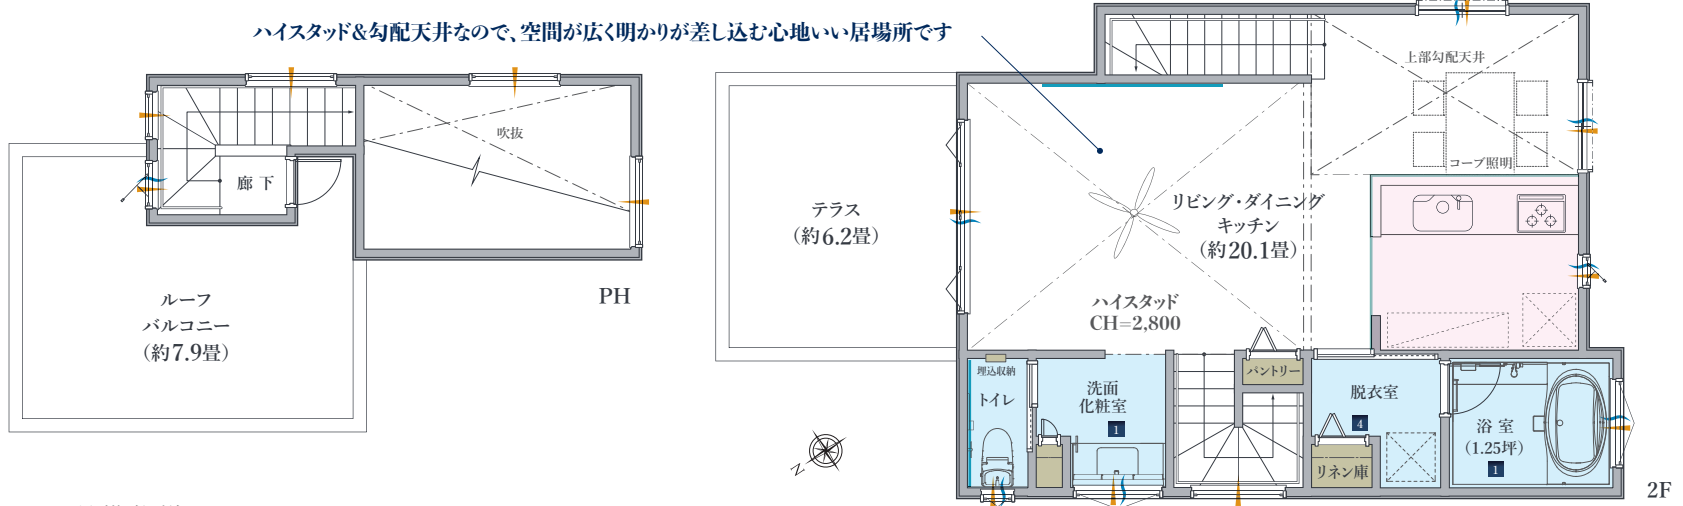 ハイスタッド&勾配天井なので、空間が広く明かりが差し込む心地いい居場所です
吹抜
廊下
ルーフ
バルコニー
(約7.9畳)
PH
テラス
(約6.2畳)
上部勾配天井
コーブ照明
リビング・ダイニング
キッチン
(約20.1畳)
ハイスタッド
CH=2,800
埋込収納
トイレ
洗面
化粧室
1
パントリー
脱衣室
4
リネン庫
浴室
(1.25坪)
1
N
2F